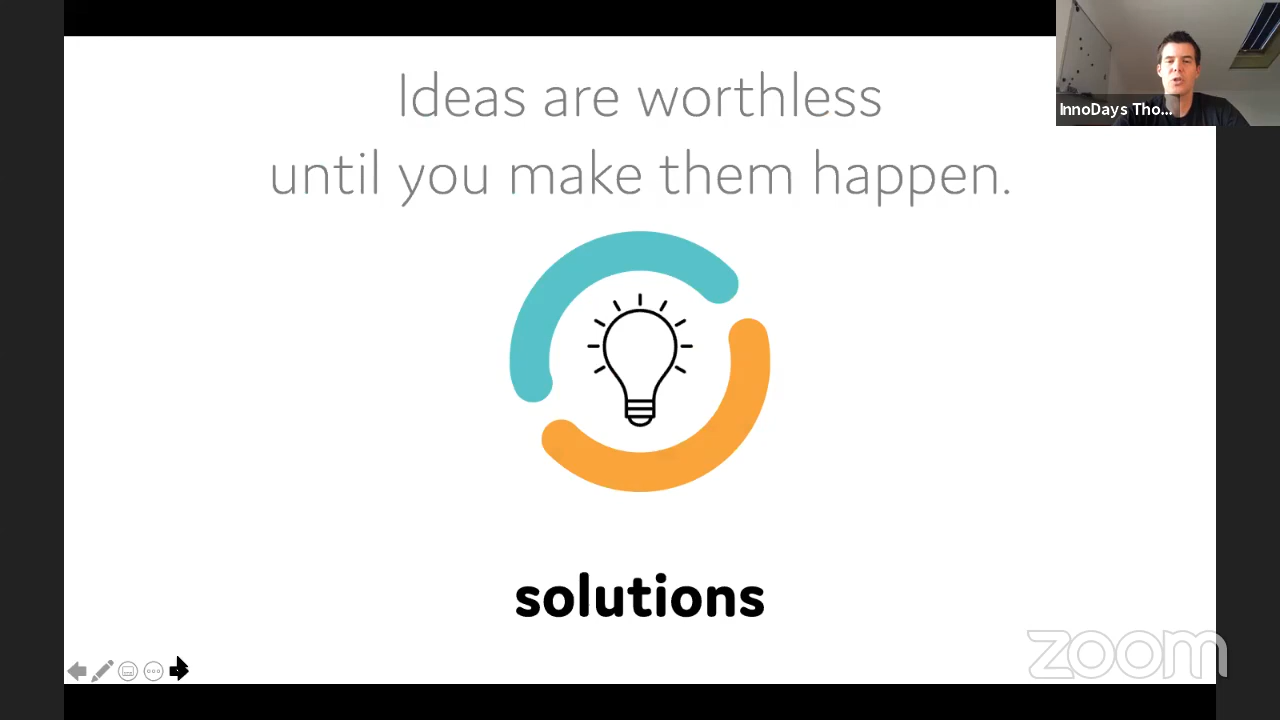 Ideas are worthless
until you make them happen.
InnoDays Tho...
solutions
zoom